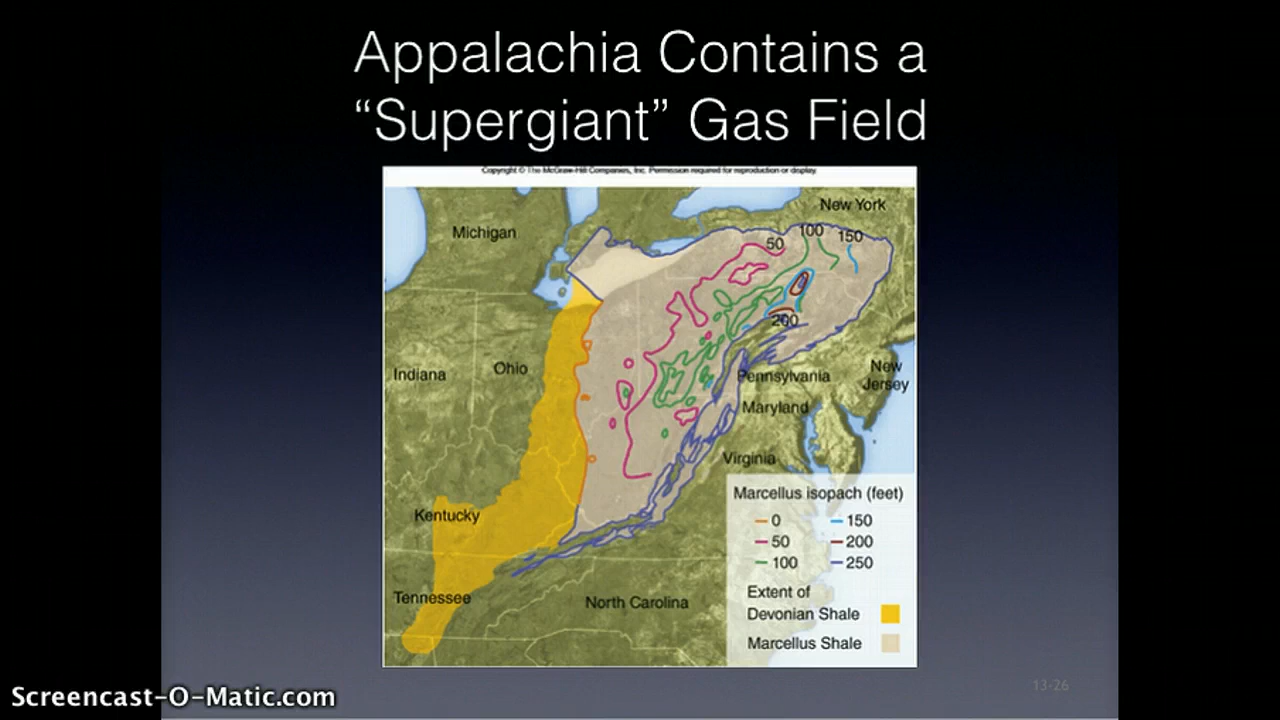 Appalachia Contains a
“Supergiant” Gas Field
Copyright © The McGraw-Hill Companies, Inc. Permission required for reproduction or display.
New York
Michigan
50
100
150
200
Indiana
Ohio
Pennsylvania
New
Jersey
Maryland
Virginia
Kentucky
Tennessee
North Carolina
Marcellus isopach (feet)
0
150
50
200
100
250
Extent of
Devonian Shale
Marcellus Shale
13-26
Screencast-O-Matic.com